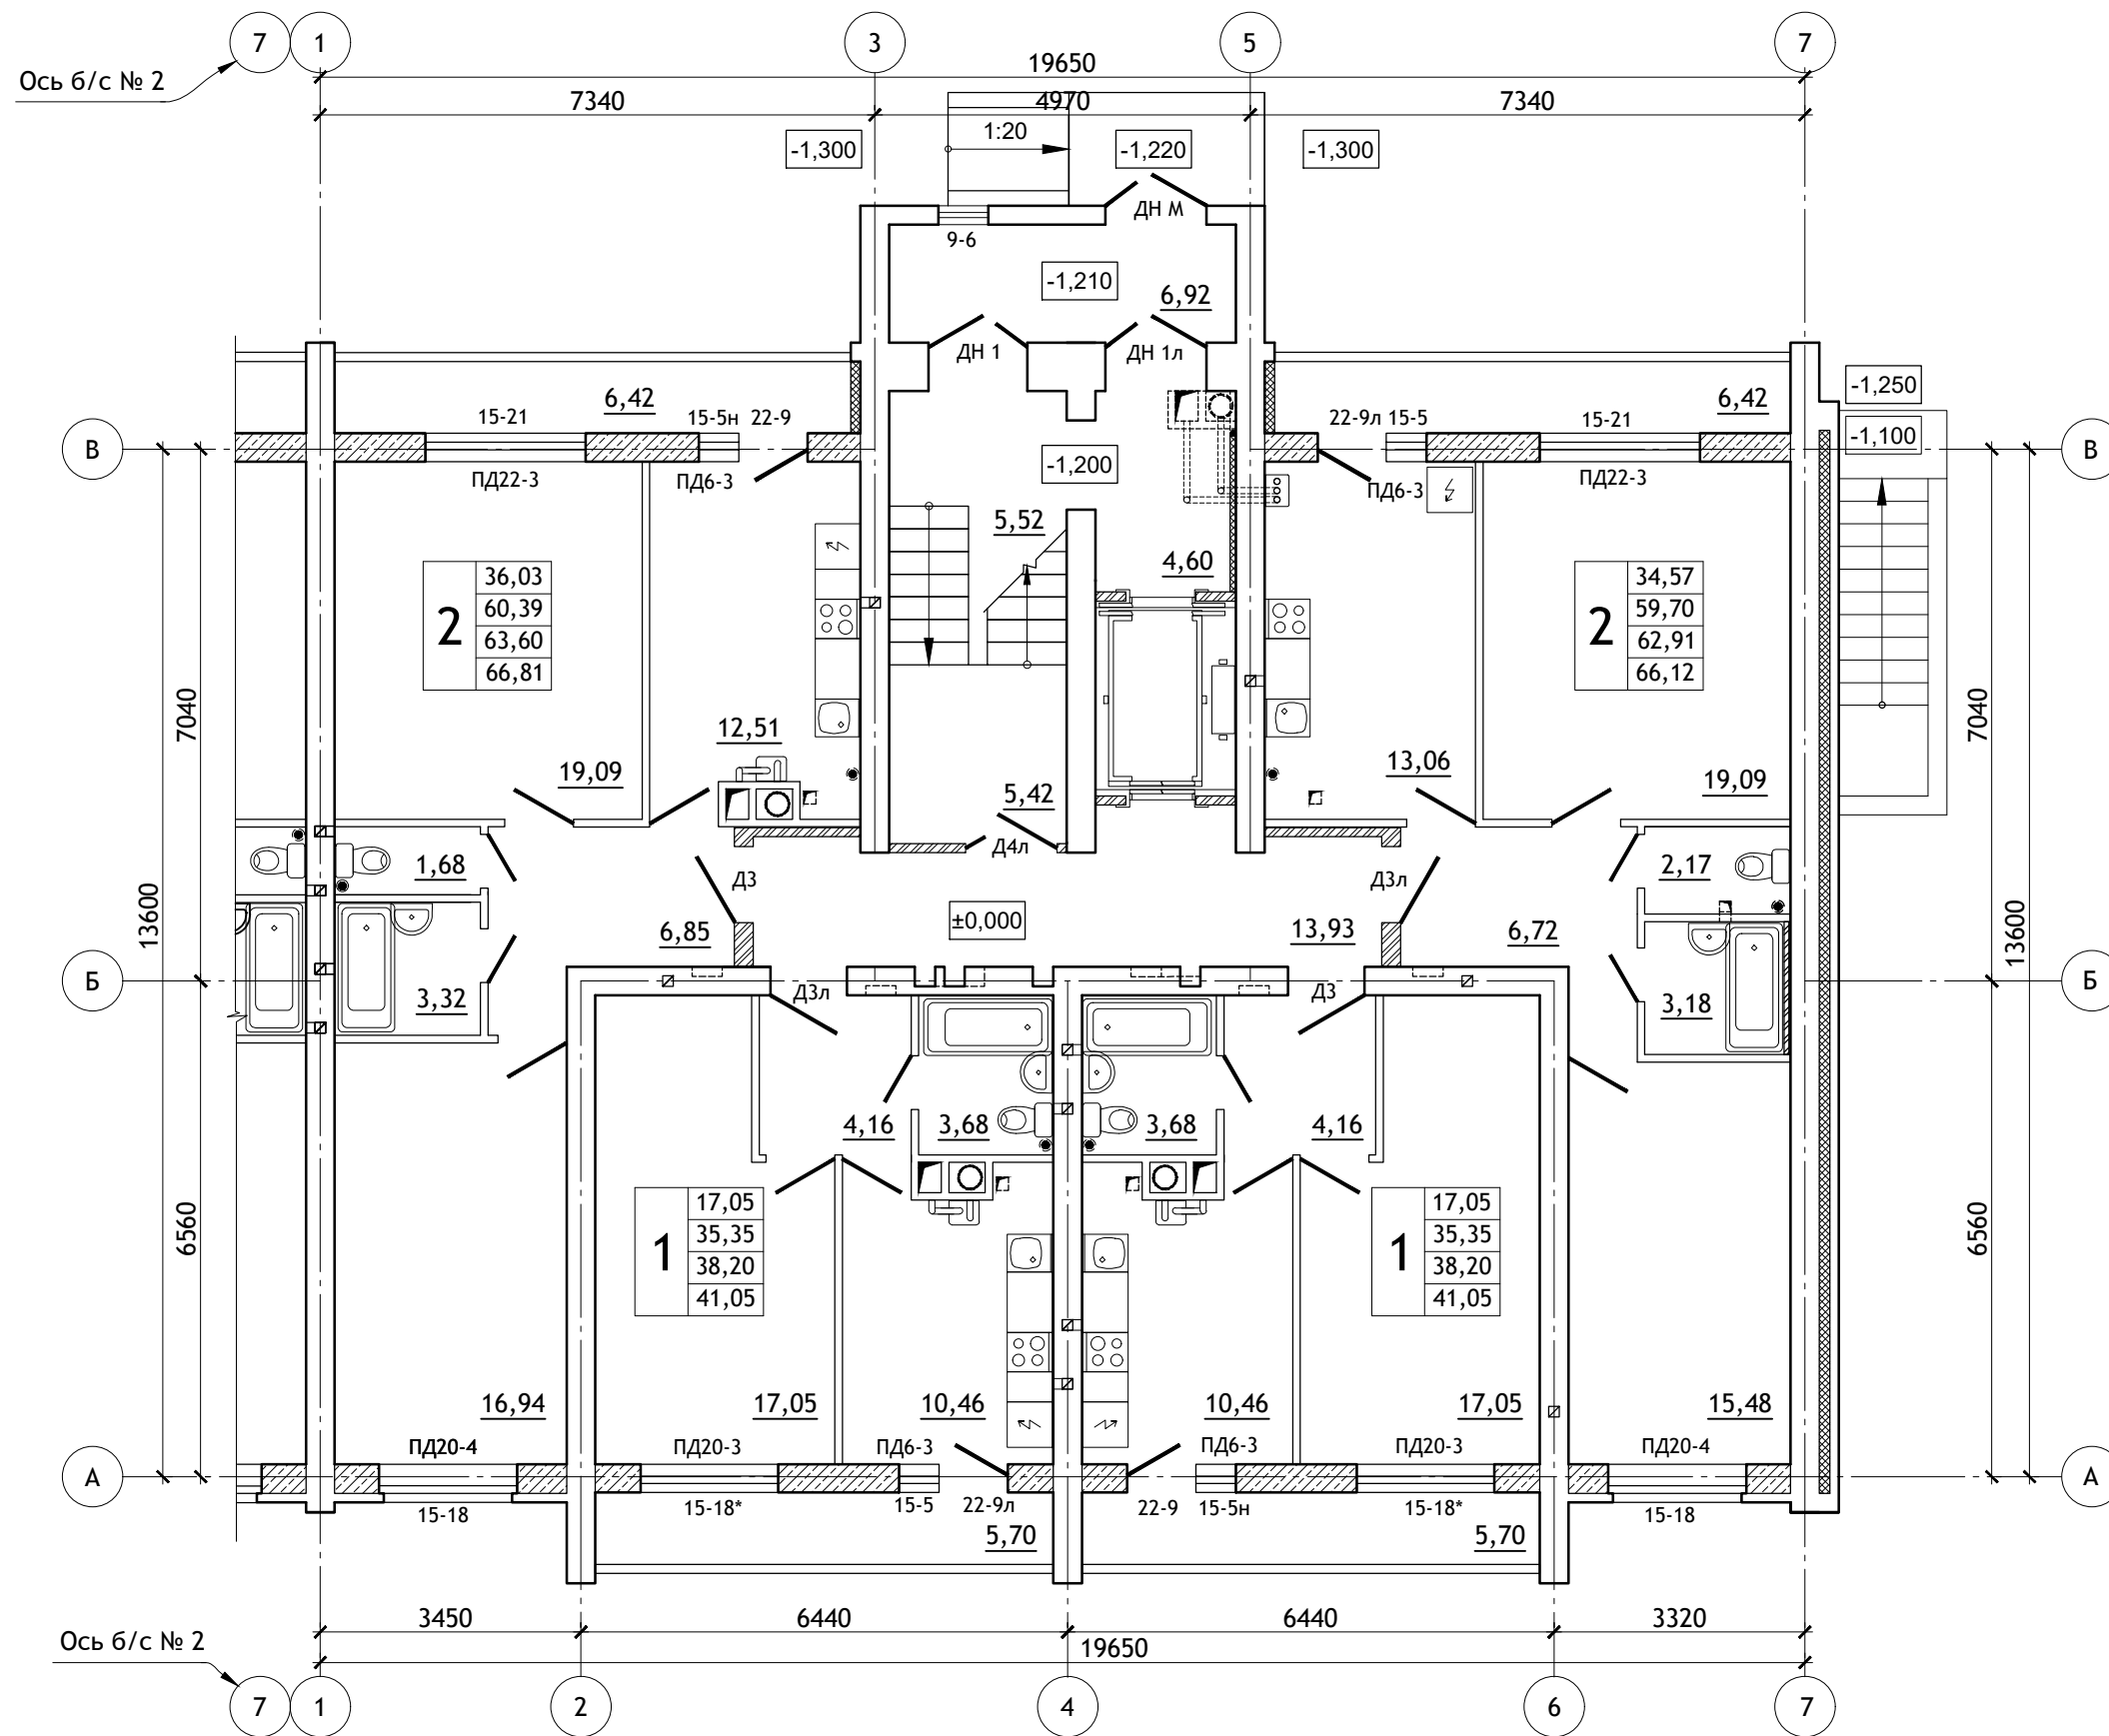 7 1 3 5 7
Ось б/с № 2
19650
7340 4970 7340
1:20
-1,300 -1,220 -1,300
ДН М
9-6
-1,210
6,92
ДН 1 ДН 1л
-1,250
6,42 6,42
15-21 15-5н 22-9 22-9л 15-5 15-21
-1,100
В В
-1,200
ПД22-3 ПД6-3 ПД6-3 ПД22-3
5,52
4,60
2
36,03
60,39
63,60
66,81
2
34,57
59,70
62,91
66,12
7040 7040
12,51
19,09 13,06 19,09
5,42
Д4л
1,68 Д3 Д3л 2,17
13600 13600
±0,000
6,85 13,93 6,72
Б Б
3,32 Д3л Д3 3,18
4,16 3,68 3,68 4,16
6560 6560
1
17,05
35,35
38,20
41,05
1
17,05
35,35
38,20
41,05
16,94 17,05 10,46 10,46 17,05 15,48
ПД20-4 ПД20-3 ПД6-3 ПД6-3 ПД20-3 ПД20-4
А А
15-18 15-18* 15-5 22-9л 22-9 15-5н 15-18* 15-18
5,70 5,70
3450 6440 6440 3320
Ось б/с № 2
19650
7 1 2 4 6 7